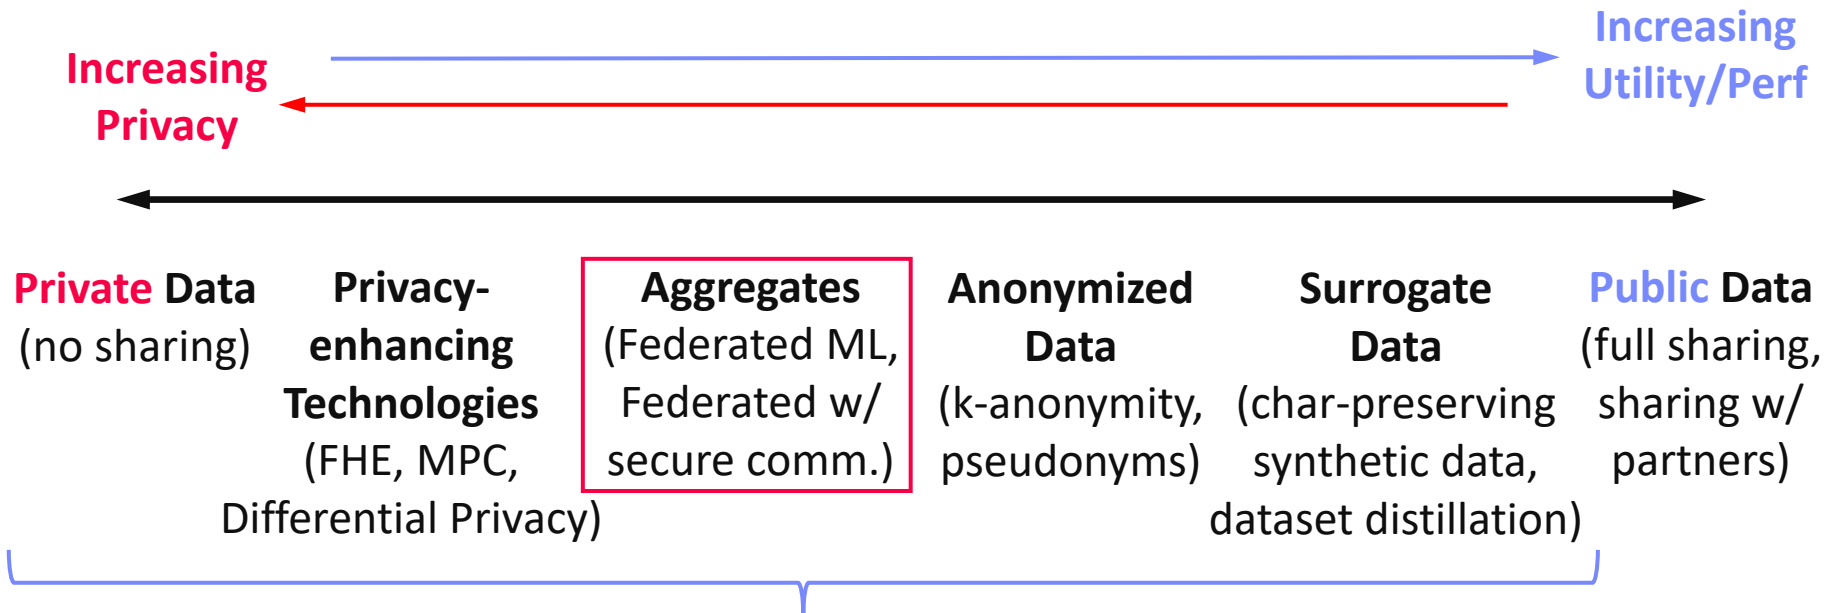 Increasing
Privacy
Increasing
Utility/Perf
Private Data
(no sharing)
Privacy-
enhancing
Technologies
(FHE, MPC,
Differential Privacy)
Aggregates
(Federated ML,
Federated w/
secure comm.)
Anonymized
Data
(k-anonymity,
pseudonyms)
Surrogate
Data
(char-preserving
synthetic data,
dataset distillation)
Public Data
(full sharing,
sharing w/
partners)